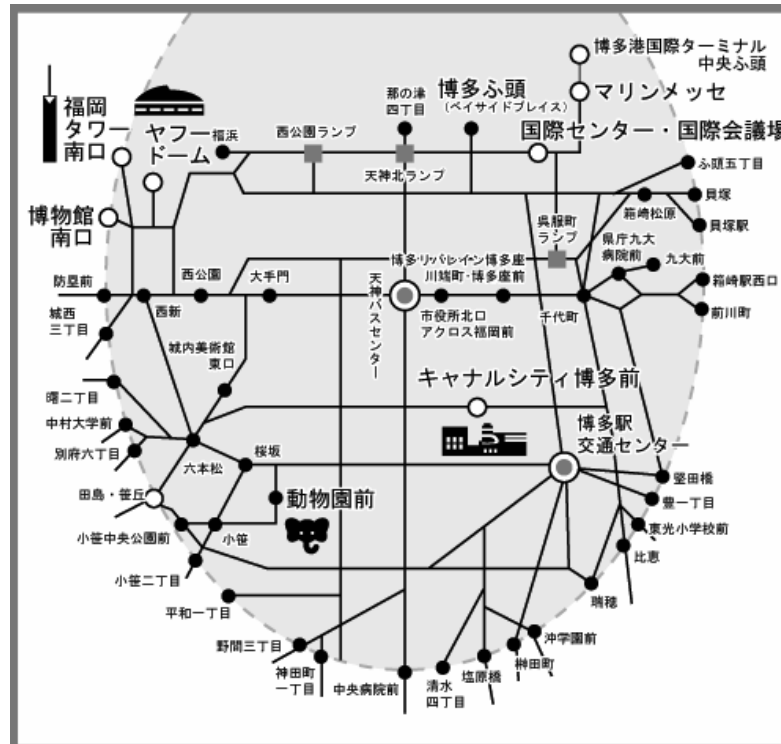 博多港国際ターミナル
中央ふ頭
マリンメッセ
博多ふ頭
(ベイサイドプレイス)
那の津
四丁目
国際センター・国際会議場
福岡
タワー
南口
ヤフー
ドーム
福浜
西公園ランプ
天神北ランプ
ふ頭五丁目
貝塚
箱崎松原
貝塚駅
博物館
南口
呉服町
ランプ
県庁九大
病院前
九大前
箱崎駅西口
前川町
博多リバレイン博多座
川端町・博多座前
防塁前
西公園
大手門
天神バスセンター
市役所北口
アクロス福岡前
千代町
城西
三丁目
西新
城内美術館
東口
キャナルシティ博多前
曙二丁目
中村大学前
別府六丁目
六本松
桜坂
博多駅
交通センター
堅田橋
豊一丁目
東光小学校前
比恵
田島・笹丘
動物園前
小笹中央公園前
小笹
小笹二丁目
平和一丁目
瑞穂
野間三丁目
神田町
一丁目
中央病院前
清水
四丁目
塩原橋
榊田町
沖学園前